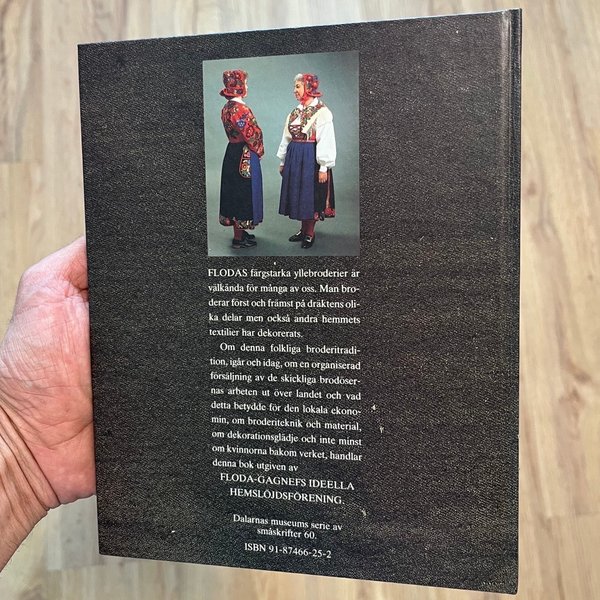 FLODAS färgstarka yllebroderier är
välkända för många av oss. Man bro-
derar först och främst på dräktens oli-
ka delar men också andra hemmets
textilier har dekorerats.
Om denna folkliga broderitradi-
tion, igår och idag, om en organiserad
försäljning av de skickliga brodöser-
nas arbeten ut över landet och vad
detta betydde för den lokala ekono-
min, om broderiteknik och material,
om dekorationsglädje och inte minst
om kvinnorna bakom verket, handlar
denna bok utgiven av
FLODA-GAGNEFS IDEELLA
HEMSLÖJDSFÖRENING.
Dalarnas museums serie av
småskrifter 60.
ISBN 91-87466-25-2